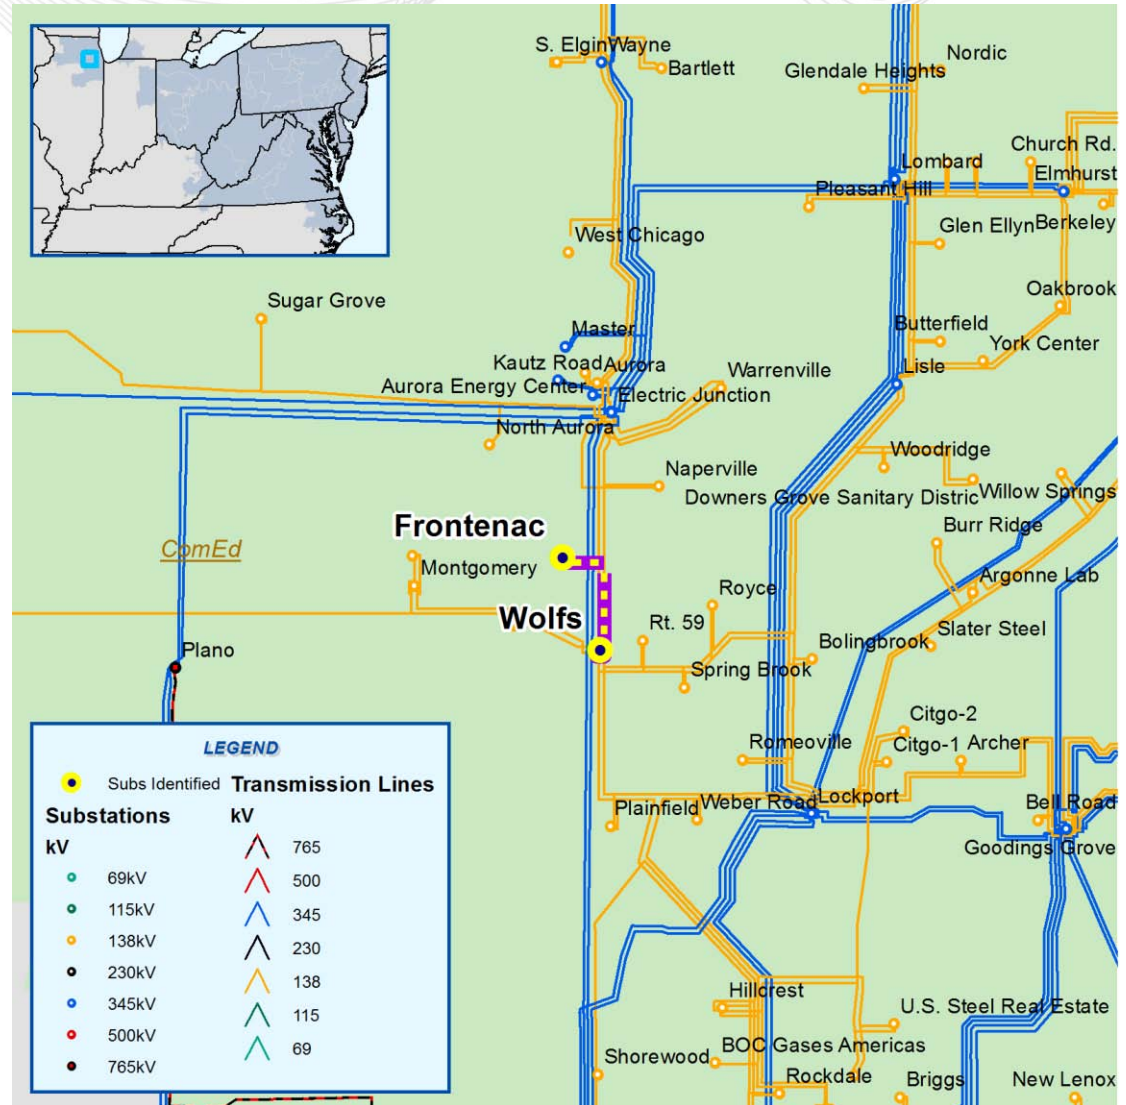 S. Elgin
Wayne
Bartlett
Nordic
Glendale Heights
Church Rd.
Lombard
Elmhurst
Pleasant Hill
Glen Ellyn
Berkeley
West Chicago
Oakbrook
Sugar Grove
Master
Butterfield
York Center
Kautz Road
Aurora
Warrenville
Lisle
Aurora Energy Center
Electric Junction
North Aurora
Woodridge
Naperville
Downers Grove Sanitary Distric
Willow Springs
Frontenac
Burr Ridge
ComEd
Montgomery
Argonne Lab
Royce
Wolfs
Rt. 59
Slater Steel
Bolingbrook
Plano
Spring Brook
Citgo-2
Romeoville
Citgo-1
Archer
Plainfield
Weber Road
Lockport
Bell Road
Goodings Grove
Hillcrest
U.S. Steel Real Estate
BOC Gases Americas
Shorewood
Rockdale
Briggs
New Lenox
LEGEND
Subs Identified
Substations
kV
69kV
115kV
138kV
230kV
345kV
500kV
765kV
Transmission Lines
kV
765
500
345
230
138
115
69